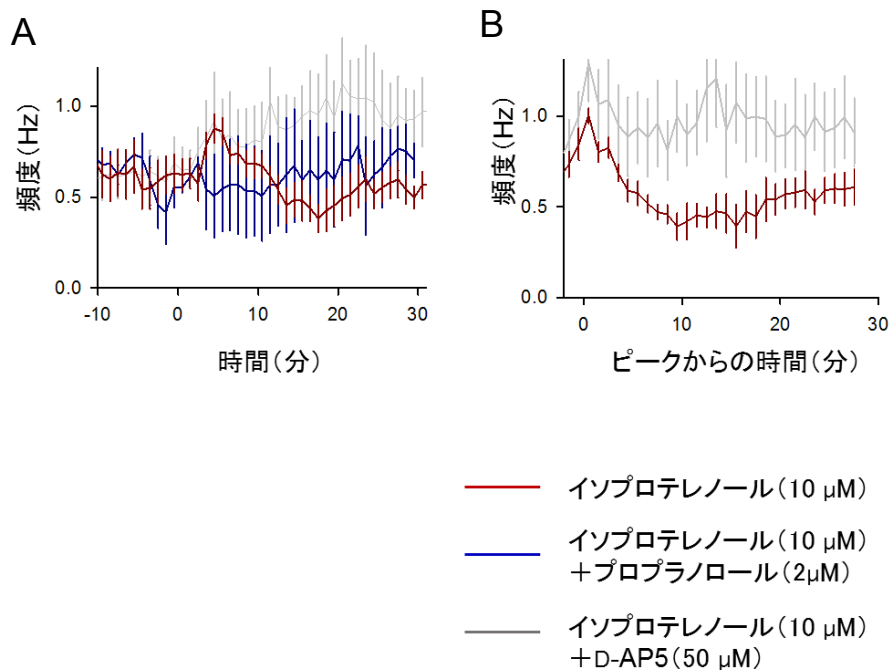 A
頻度(Hz)
1.0
0.5
0.0
-10
0
10
20
30
時間(分)
B
頻度(Hz)
1.0
0.5
0.0
0
10
20
30
ピークからの時間(分)
イソプロテレノール(10 μM)
イソプロテレノール(10 μM)
+プロプラノロール(2μM)
イソプロテレノール(10 μM)
+D-AP5(50 μM)